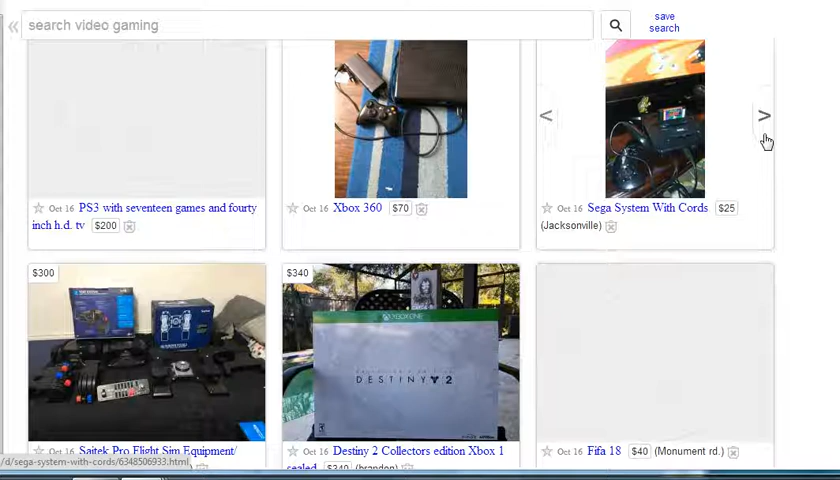 «
search video gaming
save
search
<
>
Oct 16 PS3 with seventeen games and fourty
inch h.d. tv $200
Oct 16 Xbox 360 $70
Oct 16 Sega System With Cords $25
(Jacksonville)
$300
$340
XBOX ONE
DESTINY 2
Oct 16 Saitek Pro Flight Sim Equipment/
Oct 16 Destiny 2 Collectors edition Xbox 1
sealed $340 (brandon)
Oct 16 Fifa 18 $40 (Monument rd.)
/d/sega-system-with-cords/6348506933.html